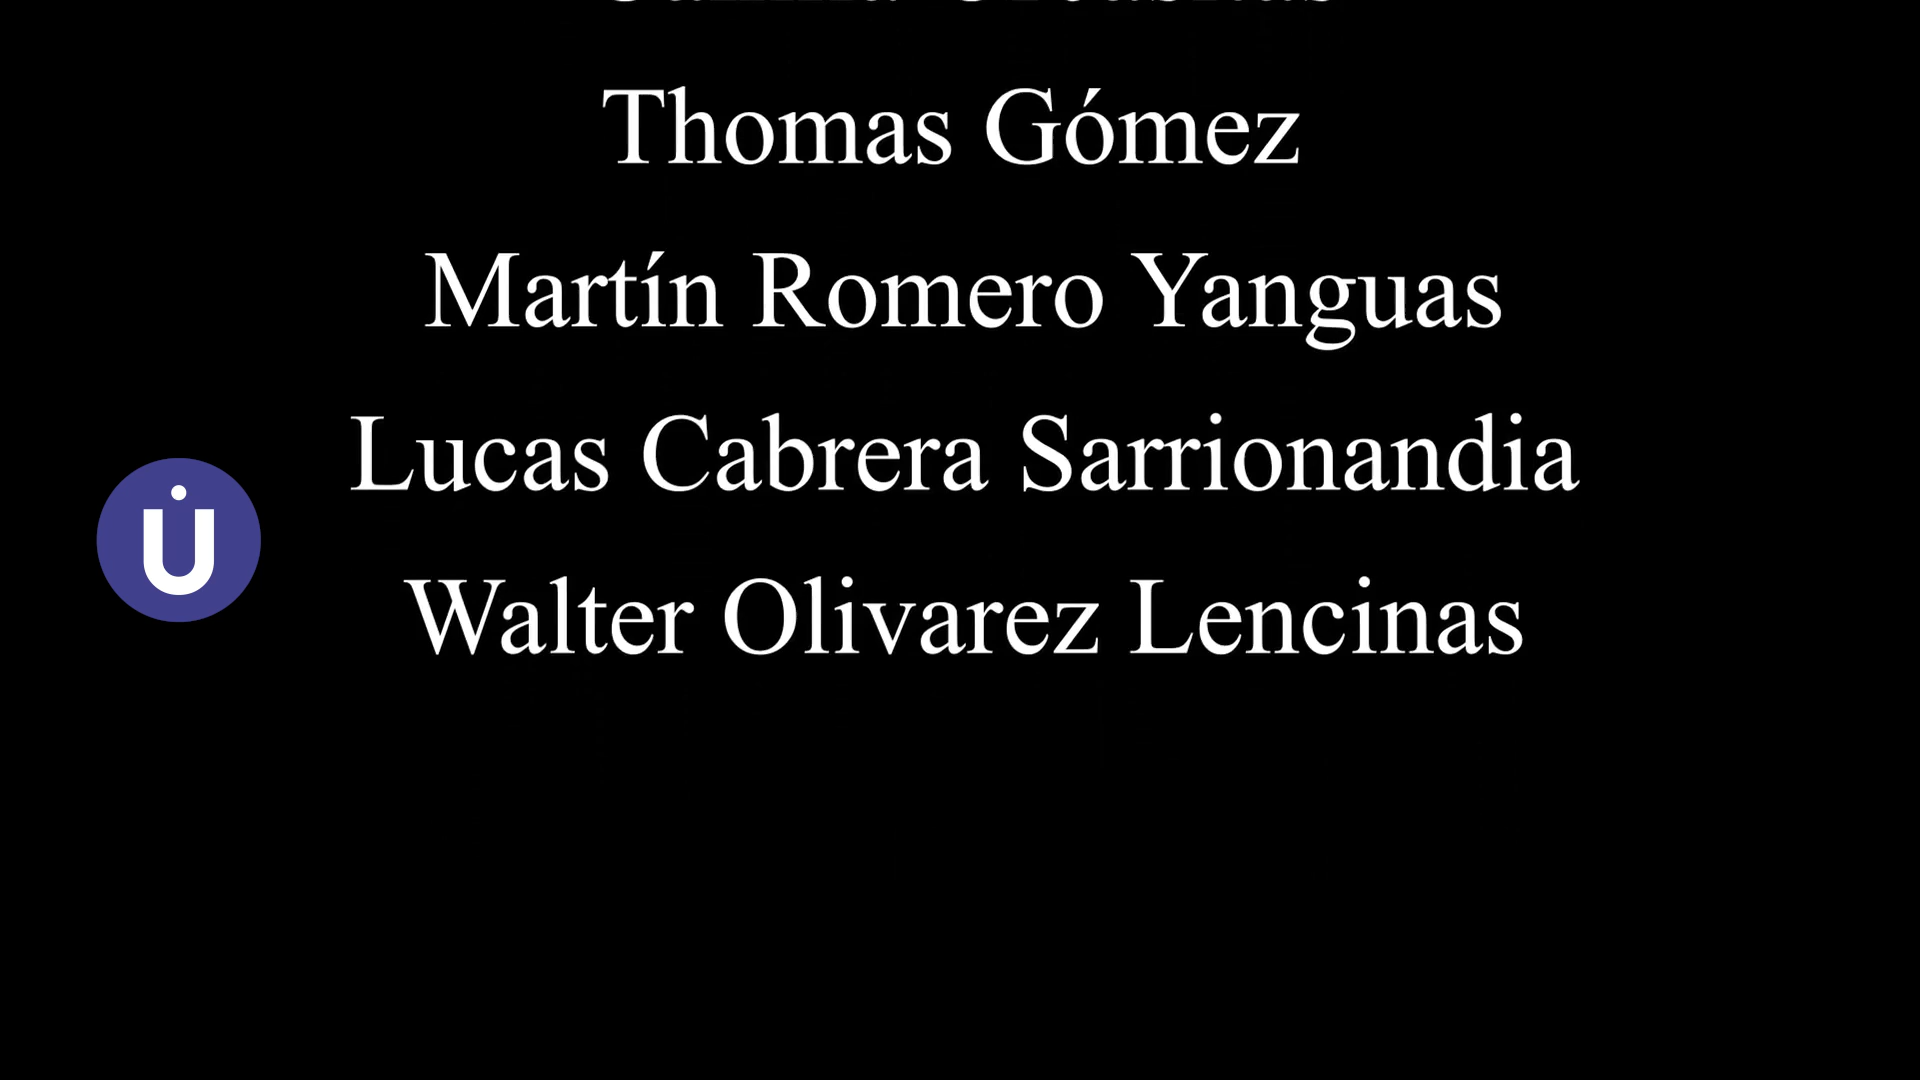 Thomas Gómez
Martín Romero Yanguas
Lucas Cabrera Sarrionandia
Walter Olivarez Lencinas